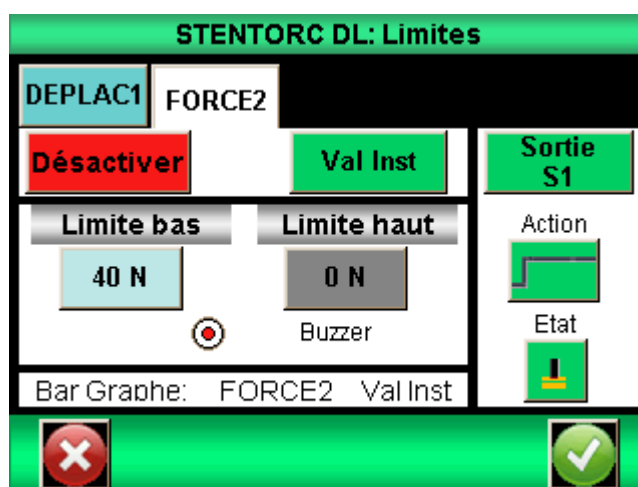 STENTORC DL: Limites
DEPLAC1 FORCE2
Désactiver Val Inst
Sortie
S1
Limite bas Limite haut
Action
40 N 0 N
Etat
Buzzer
Bar Graphe: FORCE2 Val Inst